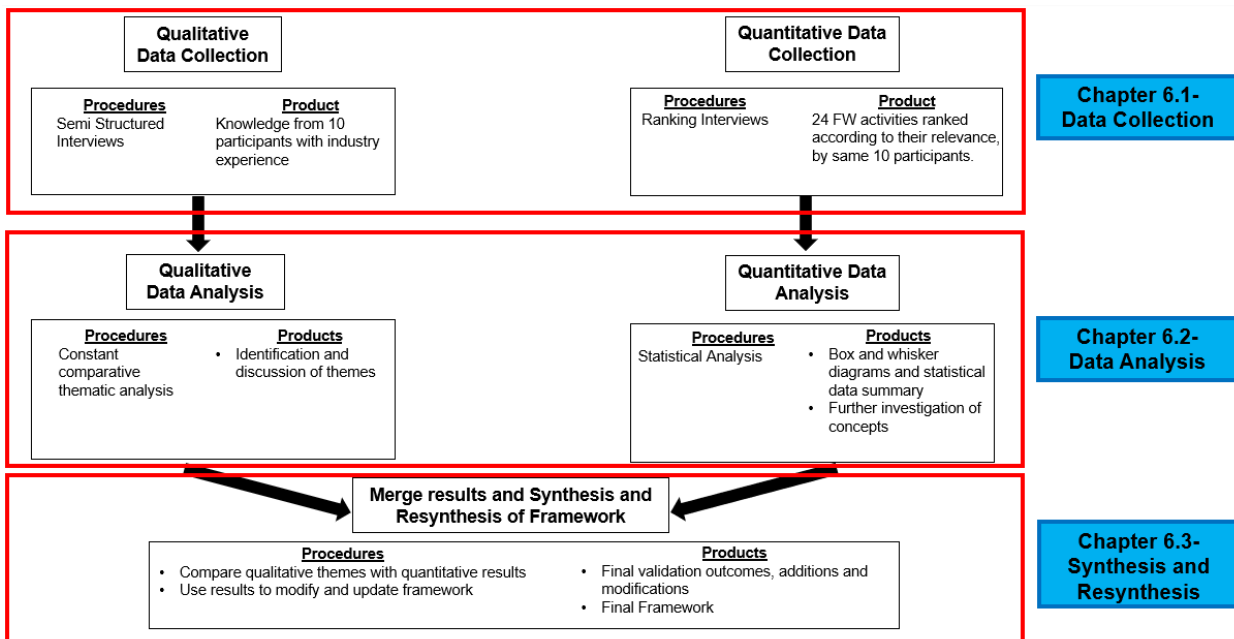 Qualitative
Data Collection
Procedures
Semi Structured
Interviews
Product
Knowledge from 10
participants with industry
experience
Quantitative Data
Collection
Procedures
Ranking Interviews
Product
24 FW activities ranked
according to their relevance,
by same 10 participants.
Chapter 6.1-
Data Collection
Qualitative
Data Analysis
Procedures
Constant
comparative
thematic analysis
Products
• Identification and
discussion of themes
Quantitative Data
Analysis
Procedures
Statistical Analysis
Products
• Box and whisker
diagrams and statistical
data summary
• Further investigation of
concepts
Chapter 6.2-
Data Analysis
Merge results and Synthesis and
Resynthesis of Framework
Procedures
• Compare qualitative themes with quantitative results
• Use results to modify and update framework
Products
• Final validation outcomes, additions and
modifications
• Final Framework
Chapter 6.3-
Synthesis and
Resynthesis